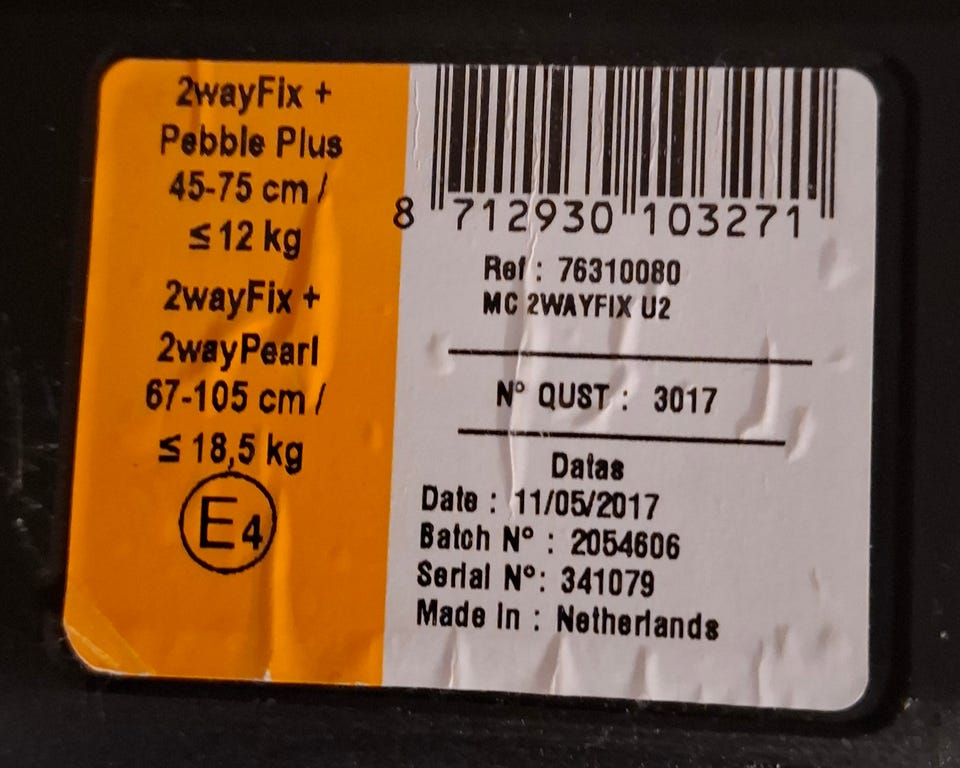 2wayFix +
Pebble Plus
45-75 cm /
≤ 12 kg
2wayFix +
2wayPearl
67-105 cm /
≤ 18,5 kg
E4
8 712930 103271
Ref : 76310080
MC 2WAYFIX U2
N° QUST : 3017
Datas
Date : 11/05/2017
Batch N° : 2054606
Serial N°: 341079
Made in : Netherlands